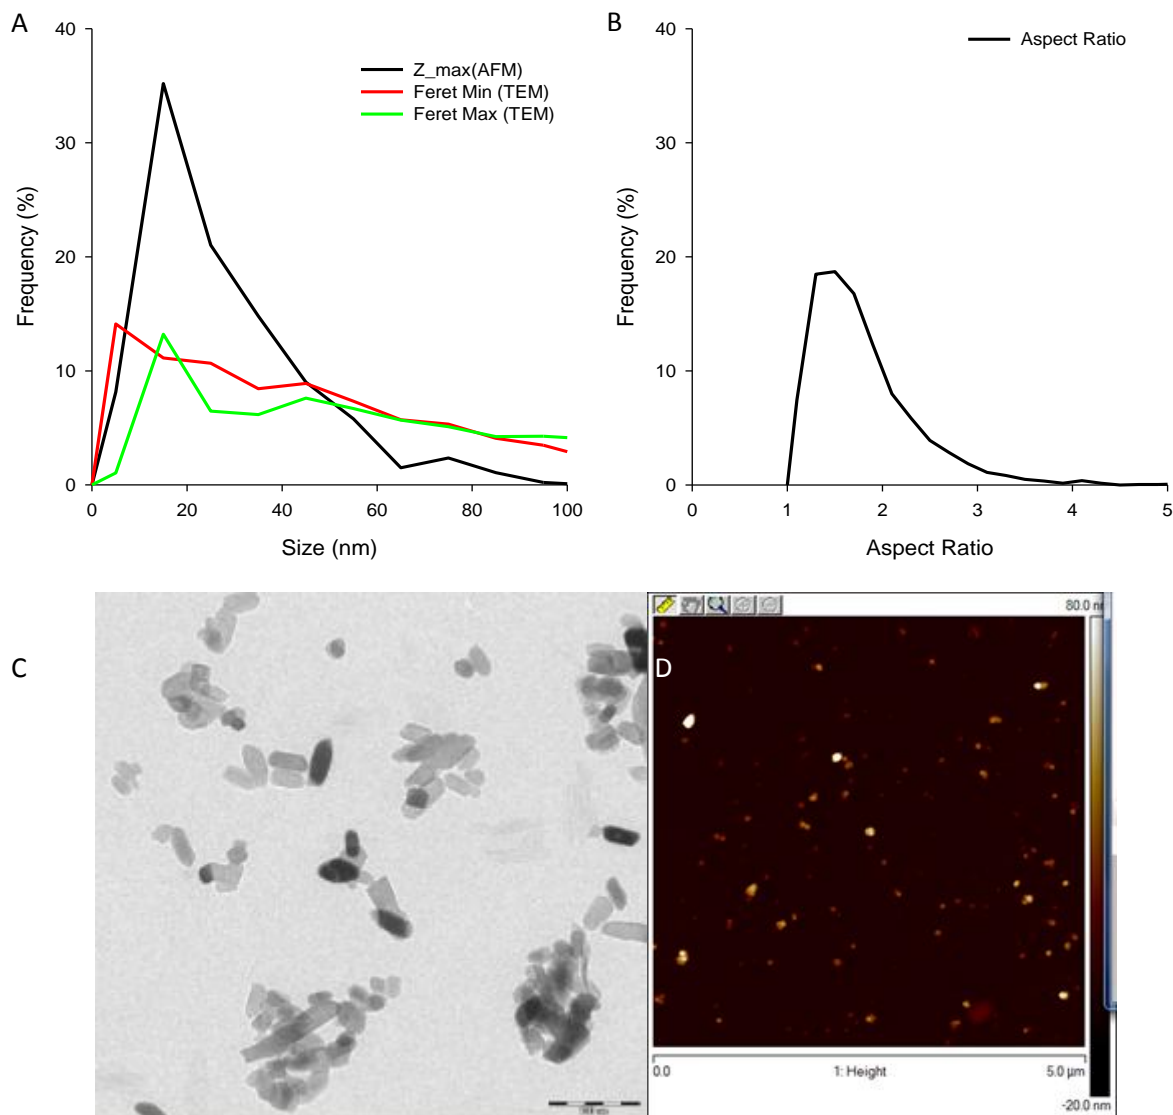 A
B
40
30
20
10
0
Frequency (%)
Z_max(AFM)
Feret Min (TEM)
Feret Max (TEM)
0
20
40
60
80
100
Size (nm)
40
30
20
10
0
Frequency (%)
Aspect Ratio
0
1
2
3
4
5
Aspect Ratio
C
D
80.0 n
0.0
1: Height
5.0 µm
-20.0 nm